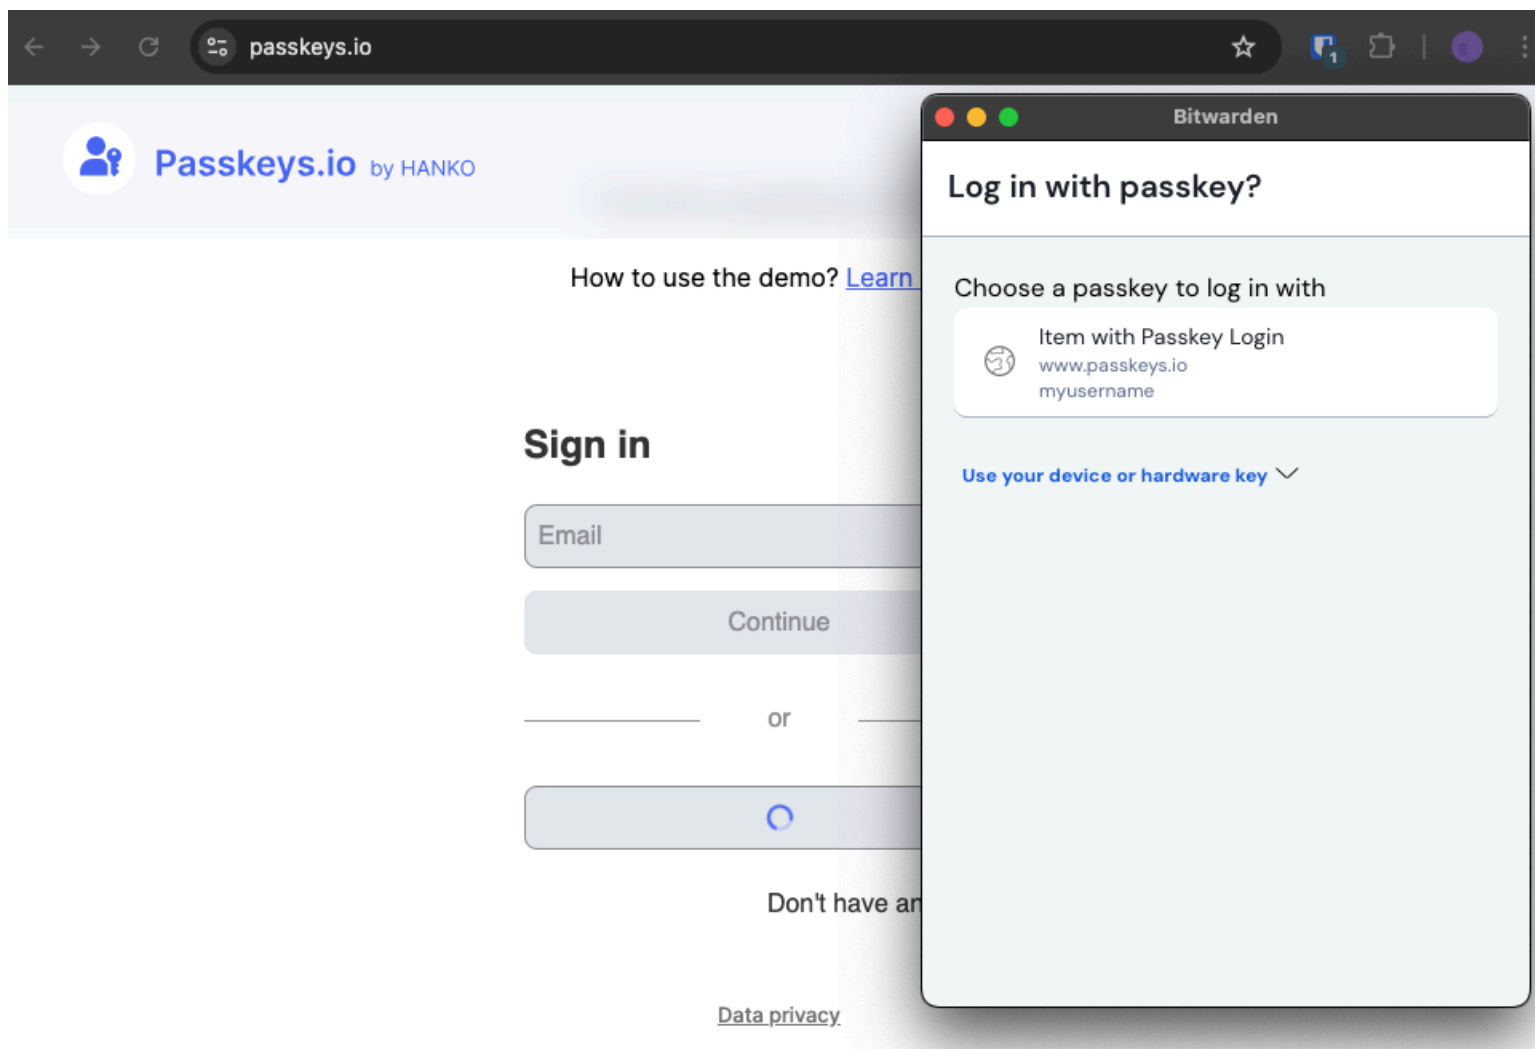 passkeys.io
1
Passkeys.io by HANKO
How to use the demo? Learn
Sign in
Email
Continue
or
Don't have an
Data privacy
Bitwarden
Log in with passkey?
Choose a passkey to log in with
Item with Passkey Login
www.passkeys.io
myusername
Use your device or hardware key